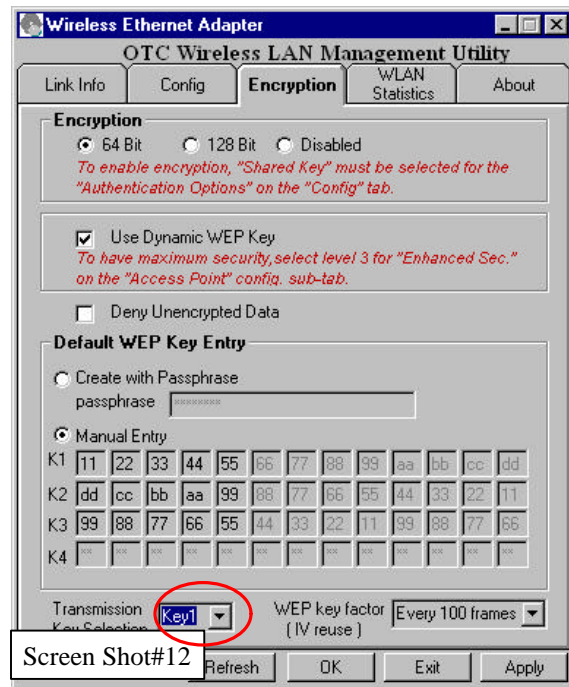 Wireless Ethernet Adapter
OTC Wireless LAN Management Utility
Link Info Config Encryption WLAN Statistics About
Encryption
64 Bit 128 Bit Disabled
To enable encryption, "Shared Key" must be selected for the
"Authentication Options" on the "Config" tab.
Use Dynamic WEP Key
To have maximum security,select level 3 for "Enhanced Sec."
on the "Access Point" config. sub-tab.
Deny Unencrypted Data
Default WEP Key Entry
Create with Passphrase
passphrase ********
Manual Entry
K1 11 22 33 44 55 66 77 88 99 aa bb cc dd
K2 dd cc bb aa 99 88 77 66 55 44 33 22 11
K3 99 88 77 66 55 44 33 22 11 99 88 77 66
K4 ** ** ** ** ** ** ** ** ** ** ** ** **
Transmission Key1 WEP key factor Every 100 frames
( IV reuse )
Screen Shot#12 Refresh OK Exit Apply